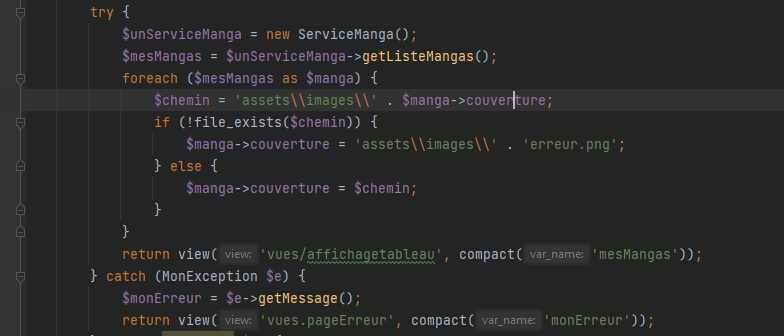 try {
$unServiceManga = new ServiceManga();
$mesMangas = $unServiceManga->getListeMangas();
foreach ($mesMangas as $manga) {
$chemin = 'assets\\images\\' . $manga->couverture;
if (!file_exists($chemin)) {
$manga->couverture = 'assets\\images\\' . 'erreur.png';
} else {
$manga->couverture = $chemin;
}
}
return view( view: 'vues/affichagetableau', compact( var_name: 'mesMangas'));
} catch (MonException $e) {
$monErreur = $e->getMessage();
return view( view: 'vues.pageErreur', compact( var_name: 'monErreur'));